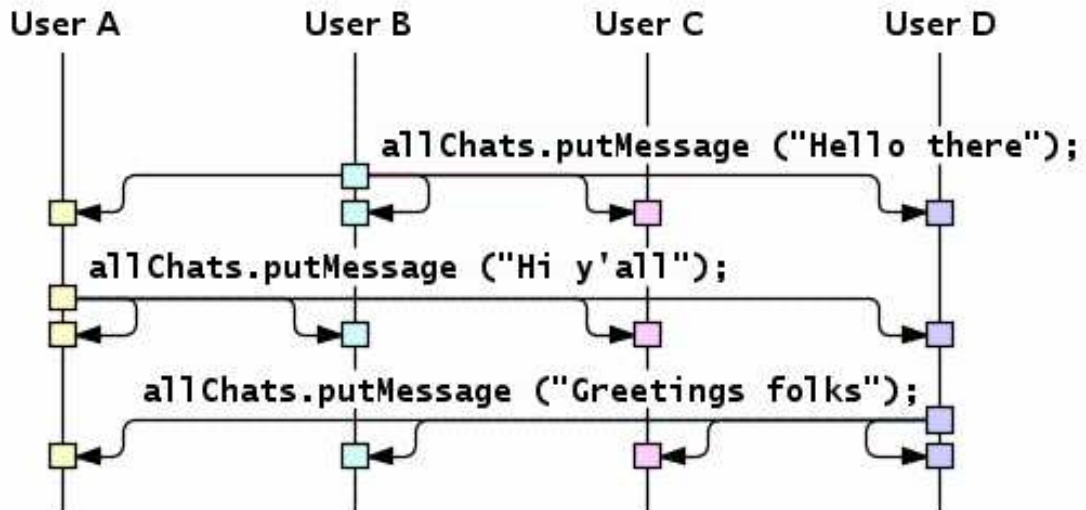 User A User B User C User D
allChats.putMessage ("Hello there");
allChats.putMessage ("Hi y'all");
allChats.putMessage ("Greetings folks");